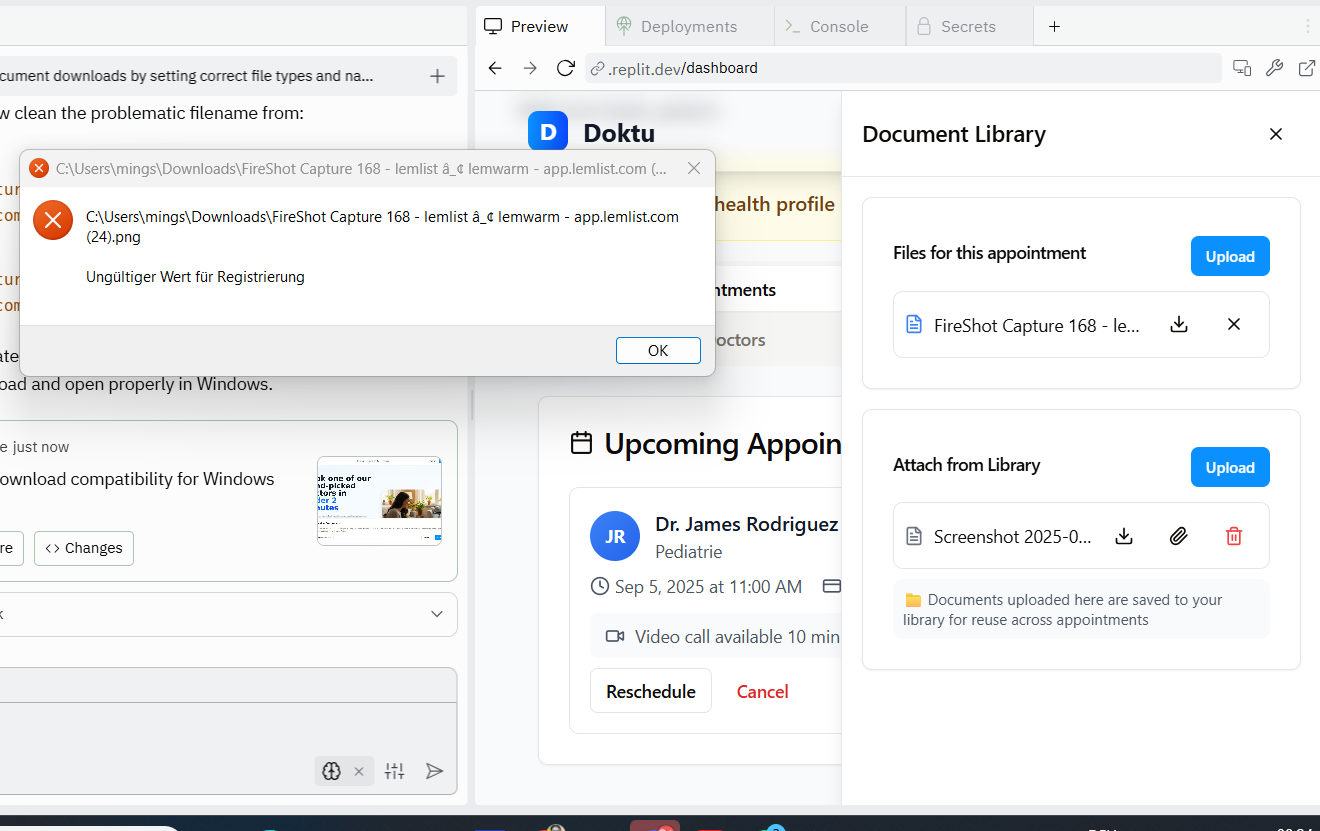 Preview
Deployments
Console
Secrets
.replit.dev/dashboard
cument downloads by setting correct file types and na...
w clean the problematic filename from:
D
Doktu
C:\Users\mings\Downloads\FireShot Capture 168 - lemlist â_¢ lemwarm - app.lemlist.com (...
C:\Users\mings\Downloads\FireShot Capture 168 - lemlist â_¢ lemwarm - app.lemlist.com
(24).png
Ungültiger Wert für Registrierung
OK
oad and open properly in Windows.
e just now
ownload compatibility for Windows
Changes
health profile
ntments
octors
Upcoming Appoin
JR
Dr. James Rodriguez
Pediatrie
Sep 5, 2025 at 11:00 AM
Video call available 10 min
Reschedule
Cancel
Document Library
Files for this appointment
Upload
FireShot Capture 168 - le...
Attach from Library
Upload
Screenshot 2025-0...
Documents uploaded here are saved to your
library for reuse across appointments